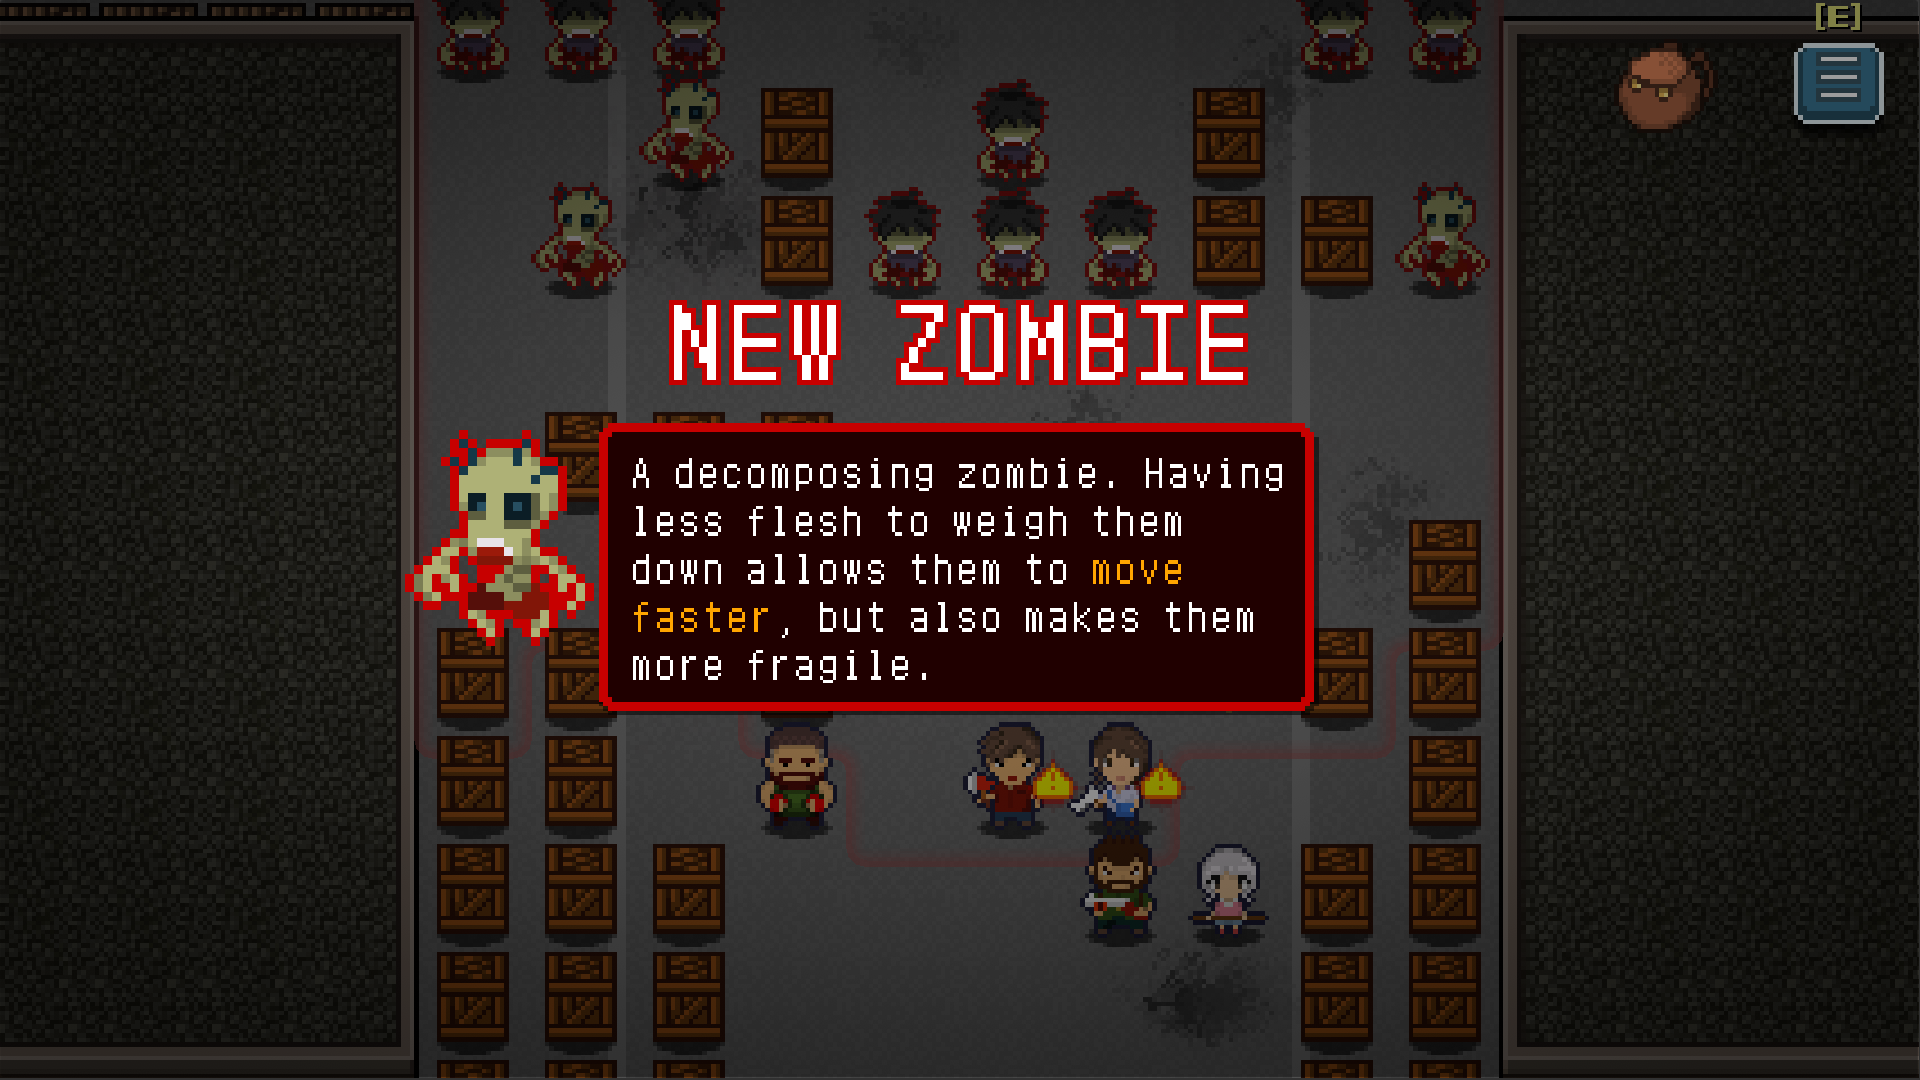 [E]
NEW ZOMBIE
A decomposing zombie. Having
less flesh to weigh them
down allows them to move
faster, but also makes them
more fragile.